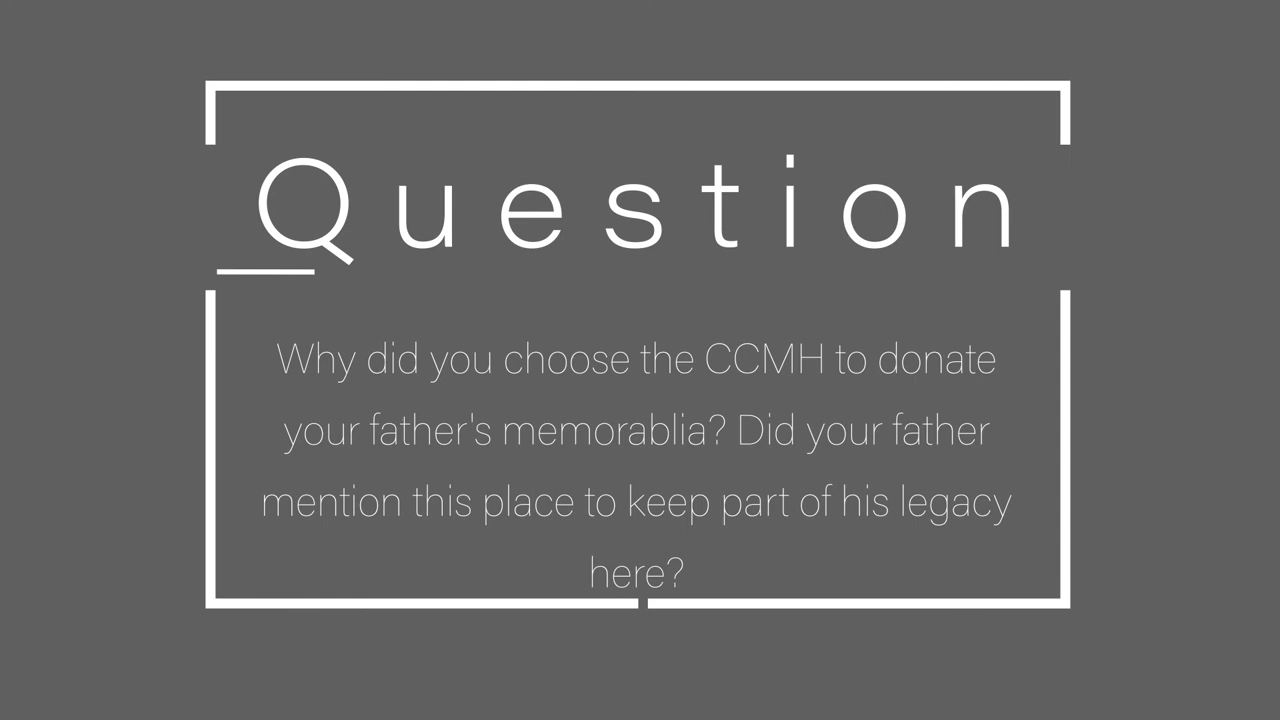 Question
Why did you choose the CCMH to donate
your father's memorablia? Did your father
mention this place to keep part of his legacy
here?